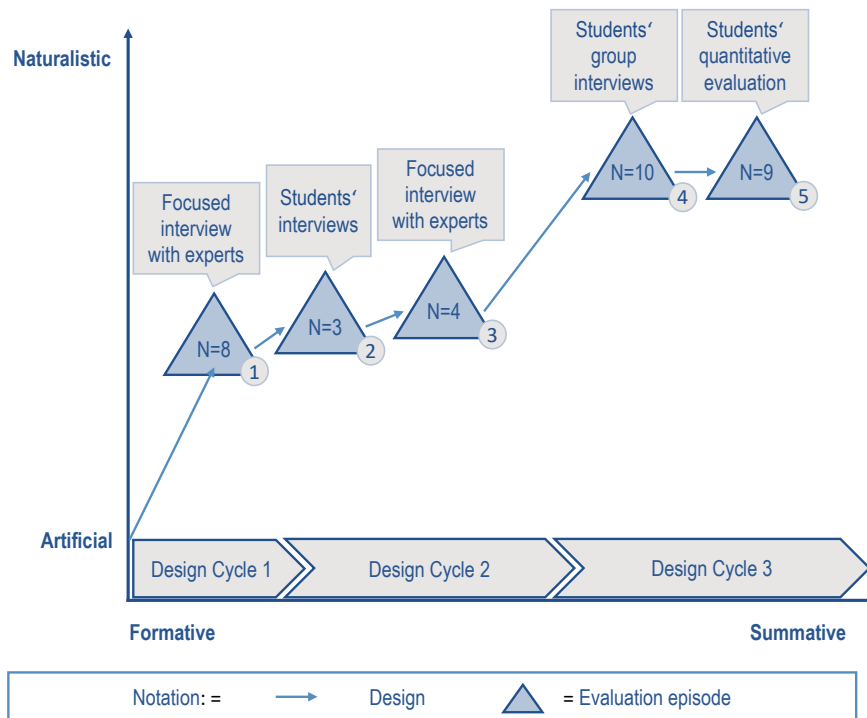 Naturalistic
Students‘
group
interviews
Students‘
quantitative
evaluation
Focused
interview
with experts
Students‘
interviews
Focused
interview
with experts
N=10
4
N=9
5
N=8
1
N=3
2
N=4
3
Artificial
Design Cycle 1
Design Cycle 2
Design Cycle 3
Formative
Summative
Notation: = Design = Evaluation episode